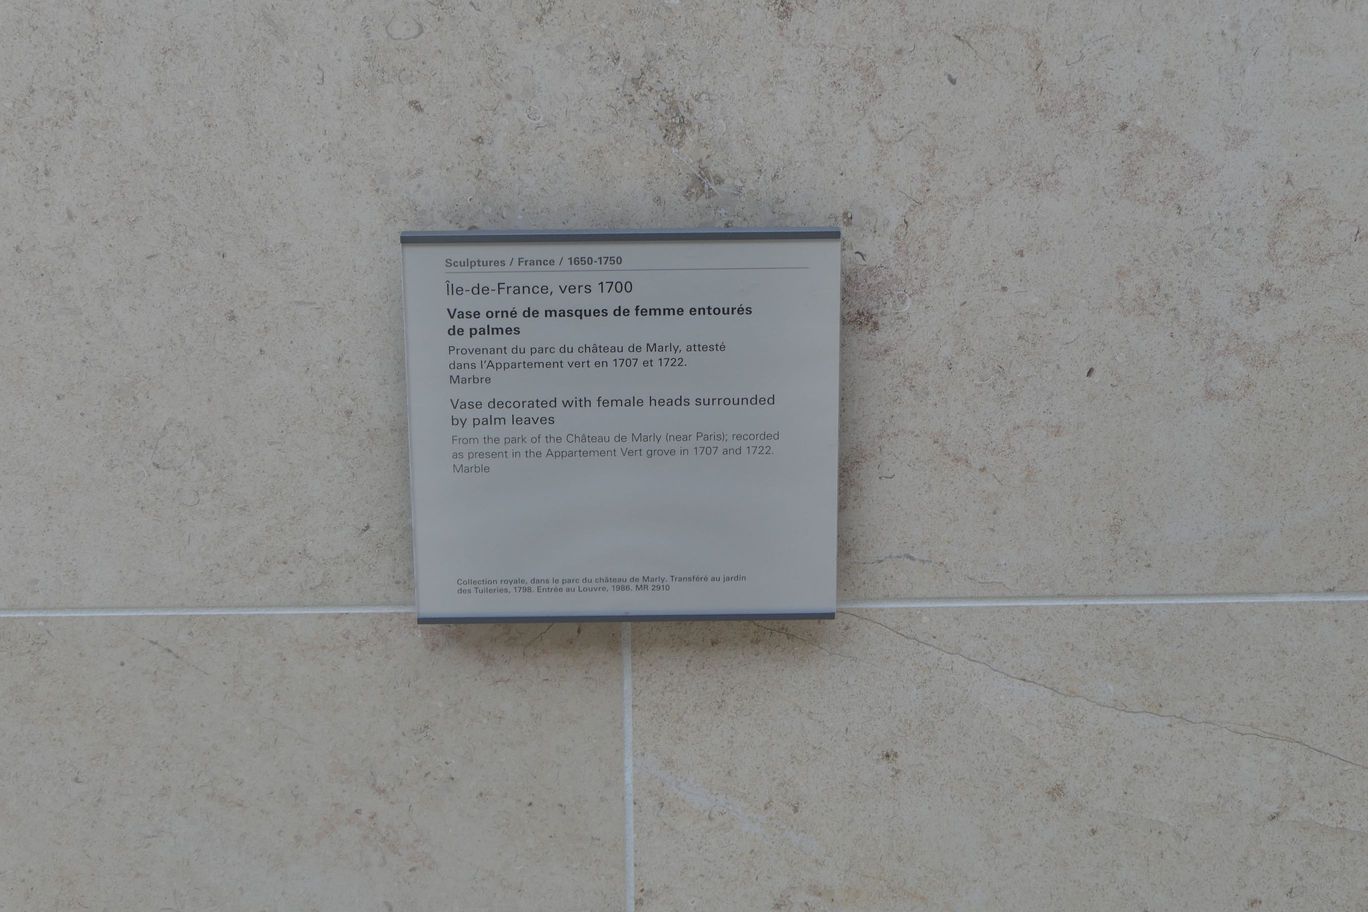 Sculptures / France / 1650-1750
Île-de-France, vers 1700
Vase orné de masques de femme entourés
de palmes
Provenant du parc du château de Marly, attesté
dans l'Appartement vert en 1707 et 1722.
Marbre
Vase decorated with female heads surrounded
by palm leaves
From the park of the Château de Marly (near Paris); recorded
as present in the Appartement Vert grove in 1707 and 1722.
Marble
Collection royale, dans le parc du château de Marly. Transféré au jardin
des Tuileries, 1798. Entrée au Louvre, 1986. MR 2910